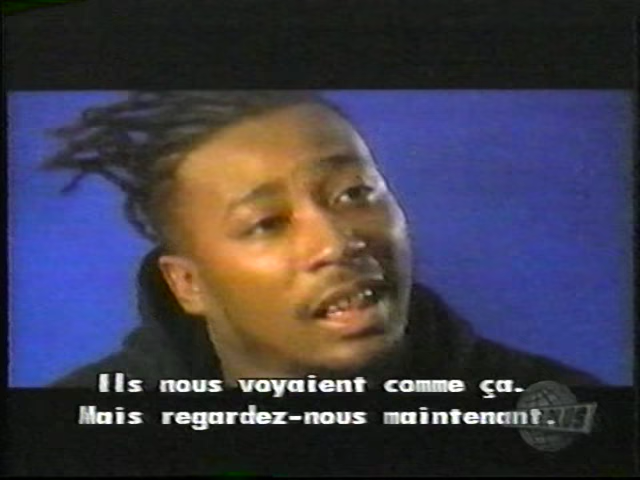 Ils nous voyaient comme ça.
Mais regardez-nous maintenant.